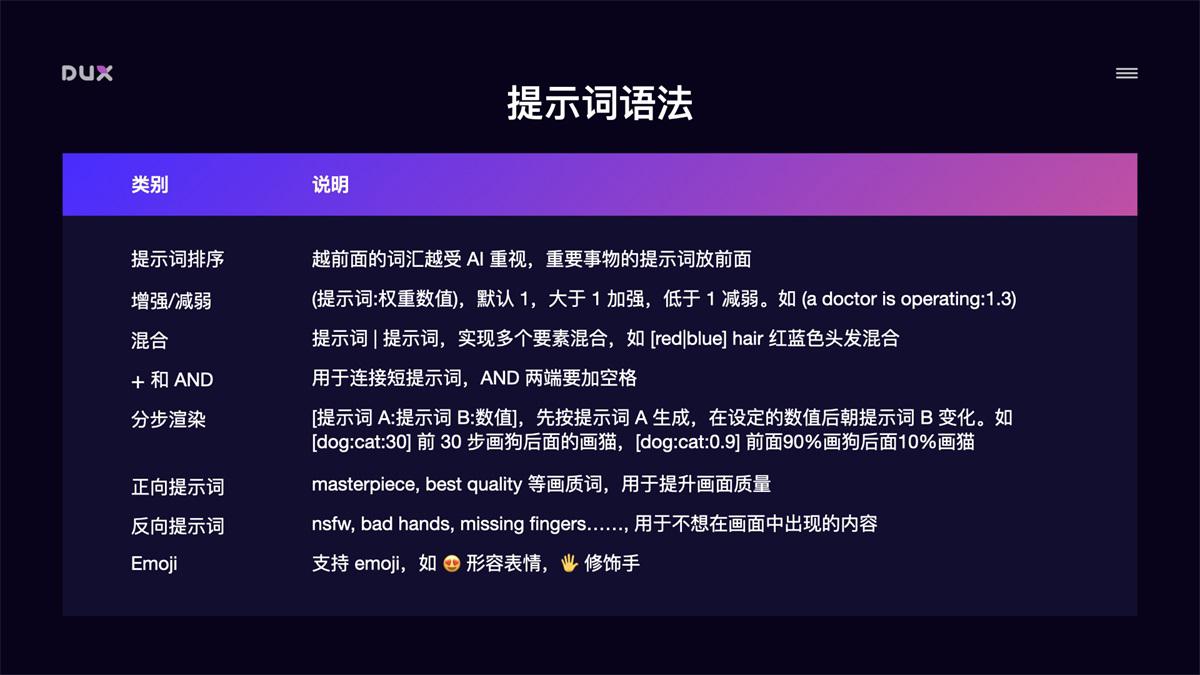 DUX
提示词语法
类别 说明
提示词排序 越前面的词汇越受 AI 重视，重要事物的提示词放前面
增强/减弱 (提示词:权重数值)，默认 1，大于 1 加强，低于 1 减弱。如 (a doctor is operating:1.3)
混合 提示词 | 提示词，实现多个要素混合，如 [red|blue] hair 红蓝色头发混合
+ 和 AND 用于连接短提示词，AND 两端要加空格
分步渲染 [提示词 A:提示词 B:数值]，先按提示词 A 生成，在设定的数值后朝提示词 B 变化。如
[dog:cat:30] 前 30 步画狗后面的画猫，[dog:cat:0.9] 前面90%画狗后面10%画猫
正向提示词 masterpiece, best quality 等画质词，用于提升画面质量
反向提示词 nsfw, bad hands, missing fingers……, 用于不想在画面中出现的内容
Emoji 支持 emoji，如 😍 形容表情，🖐 修饰手